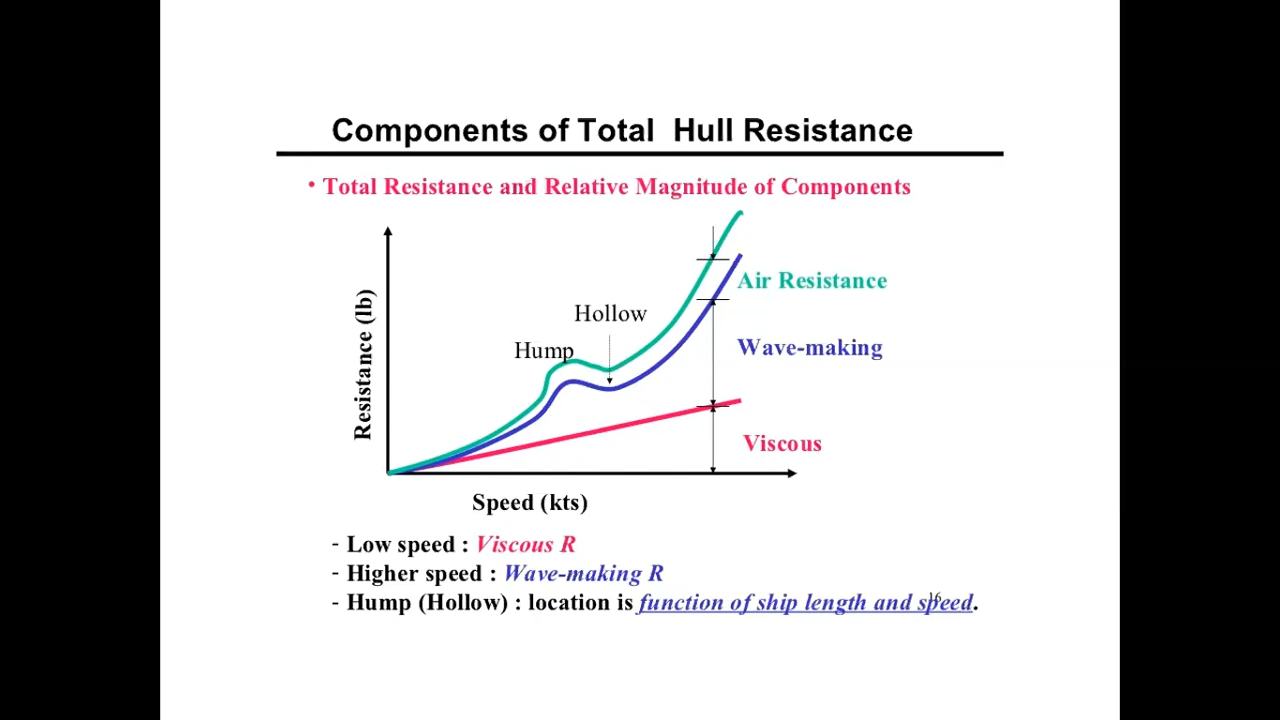 Components of Total Hull Resistance
• Total Resistance and Relative Magnitude of Components
Air Resistance
Hollow
Wave-making
Hump
Resistance (lb)
Viscous
Speed (kts)
- Low speed : Viscous R
- Higher speed : Wave-making R
- Hump (Hollow) : location is function of ship length and speed.
16